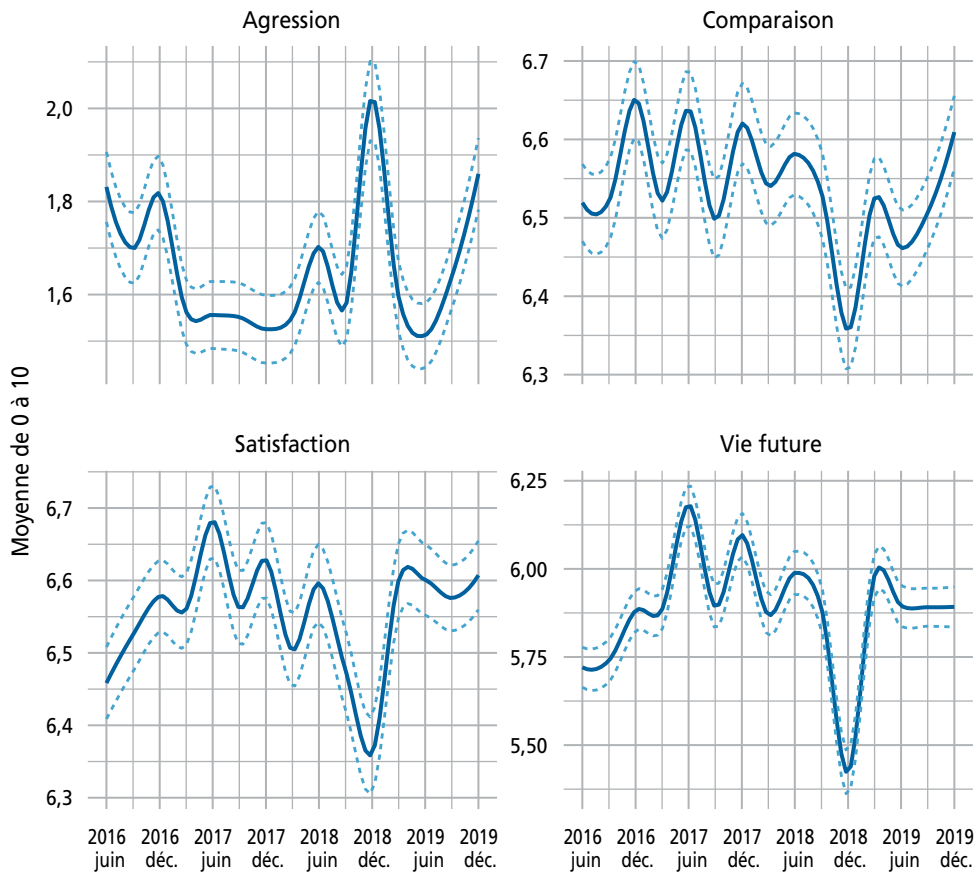 Agression
Comparaison
2,0
1,8
1,6
6.7
6,6
6,5
6,4
6,3
Moyenne de 0 à 10
Satisfaction
Vie future
6,7
6,6
6,5
6,4
6,3
6,25
6,00
5,75
5,50
2016 2016 2017 2017 2018 2018 2019 2019
juin déc. juin déc. juin déc. juin déc.
2016 2016 2017 2017 2018 2018 2019 2019
juin déc. juin déc. juin déc. juin déc.